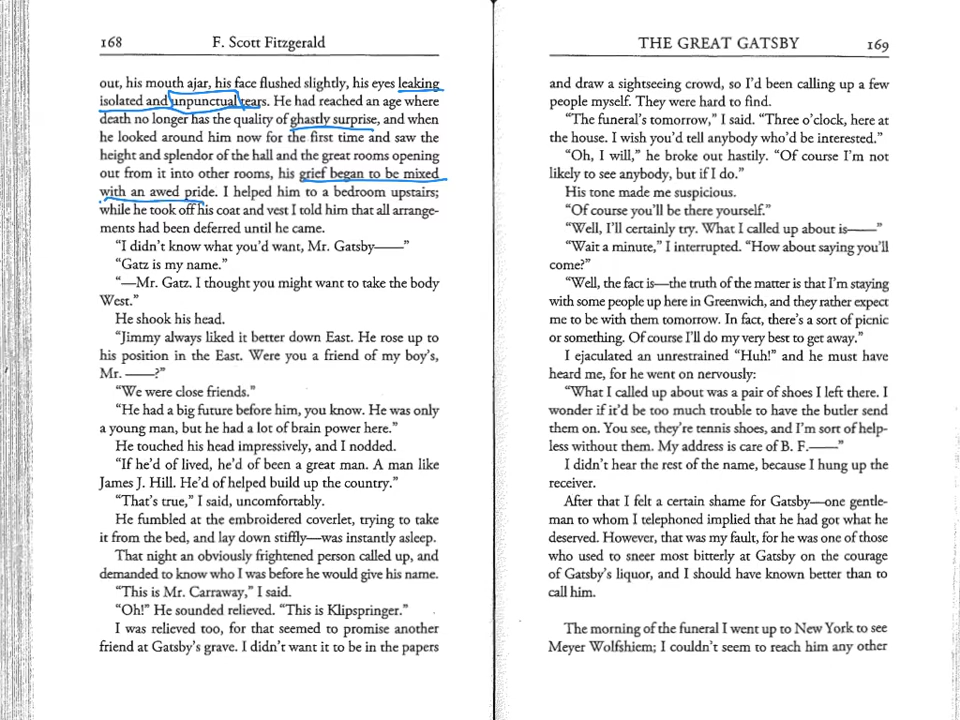 168 F. Scott Fitzgerald
out, his mouth ajar, his face flushed slightly, his eyes leaking
isolated and unpunctual tears. He had reached an age where
death no longer has the quality of ghastly surprise, and when
he looked around him now for the first time and saw the
height and splendor of the hall and the great rooms opening
out from it into other rooms, his grief began to be mixed
with an awed pride. I helped him to a bedroom upstairs;
while he took off his coat and vest I told him that all arrange-
ments had been deferred until he came.
“I didn’t know what you’d want, Mr. Gatsby——”
“Gatz is my name.”
“—Mr. Gatz. I thought you might want to take the body
West.”
He shook his head.
“Jimmy always liked it better down East. He rose up to
his position in the East. Were you a friend of my boy’s,
Mr. ——?”
“We were close friends.”
“He had a big future before him, you know. He was only
a young man, but he had a lot of brain power here.”
He touched his head impressively, and I nodded.
“If he’d of lived, he’d of been a great man. A man like
James J. Hill. He’d of helped build up the country.”
“That’s true,” I said, uncomfortably.
He fumbled at the embroidered coverlet, trying to take
it from the bed, and lay down stiffly—was instantly asleep.
That night an obviously frightened person called up, and
demanded to know who I was before he would give his name.
“This is Mr. Carraway,” I said.
“Oh!” He sounded relieved. “This is Klipspringer.”
I was relieved too, for that seemed to promise another
friend at Gatsby’s grave. I didn’t want it to be in the papers
THE GREAT GATSBY 169
and draw a sightseeing crowd, so I’d been calling up a few
people myself. They were hard to find.
“The funeral’s tomorrow,” I said. “Three o’clock, here at
the house. I wish you’d tell anybody who’d be interested.”
“Oh, I will,” he broke out hastily. “Of course I’m not
likely to see anybody, but if I do.”
His tone made me suspicious.
“Of course you’ll be there yourself.”
“Well, I’ll certainly try. What I called up about is——”
“Wait a minute,” I interrupted. “How about saying you’ll
come?”
“Well, the fact is—the truth of the matter is that I’m staying
with some people up here in Greenwich, and they rather expect
me to be with them tomorrow. In fact, there’s a sort of picnic
or something. Of course I’ll do my very best to get away.”
I ejaculated an unrestrained “Huh!” and he must have
heard me, for he went on nervously:
“What I called up about was a pair of shoes I left there. I
wonder if it’d be too much trouble to have the butler send
them on. You see, they’re tennis shoes, and I’m sort of help-
less without them. My address is care of B. F.——”
I didn’t hear the rest of the name, because I hung up the
receiver.
After that I felt a certain shame for Gatsby—one gentle-
man to whom I telephoned implied that he had got what he
deserved. However, that was my fault, for he was one of those
who used to sneer most bitterly at Gatsby on the courage
of Gatsby’s liquor, and I should have known better than to
call him.
The morning of the funeral I went up to New York to see
Meyer Wolfshiem; I couldn’t seem to reach him any other